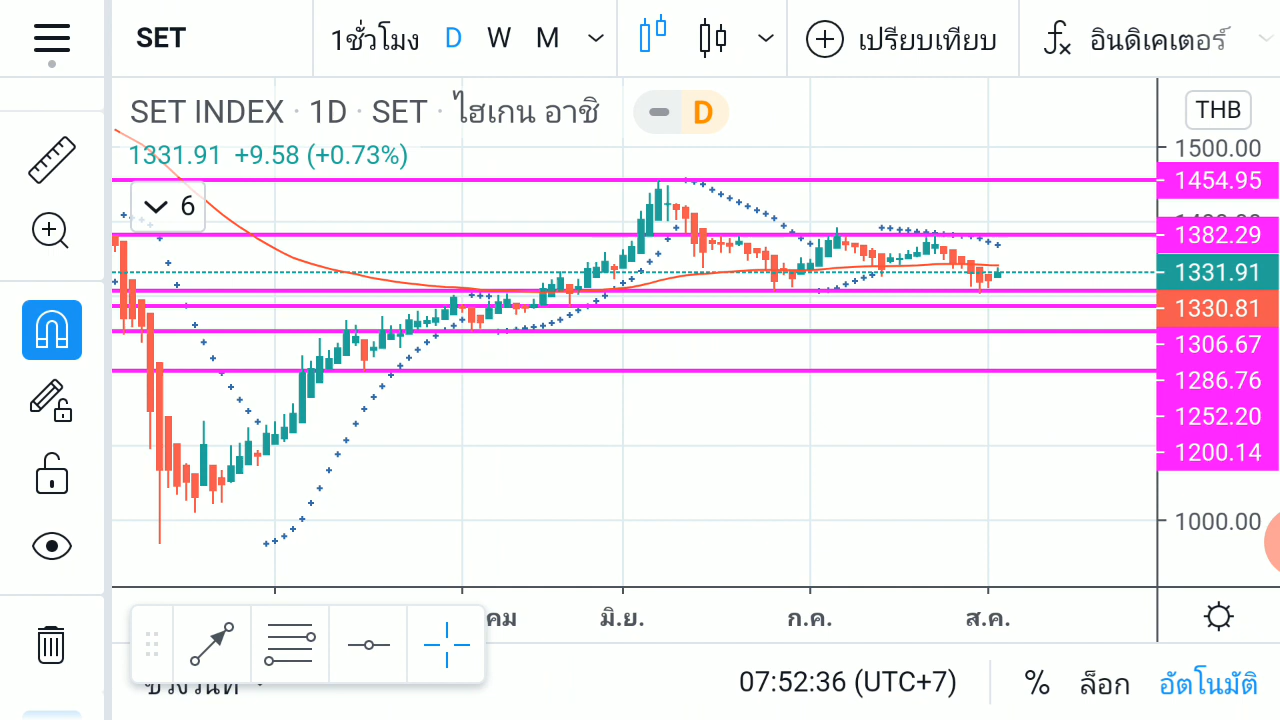 SET
1ชั่วโมง D W M
เปรียบเทียบ
อินดิเคเตอร์
SET INDEX · 1D · SET · ไฮเกน อาชิ
D
1331.91 +9.58 (+0.73%)
6
THB
1500.00
1454.95
1382.29
1331.91
1330.81
1306.67
1286.76
1252.20
1200.14
1000.00
คม มิ.ย. ก.ค. ส.ค.
07:52:36 (UTC+7)
% ล็อก อัตโนมัติ